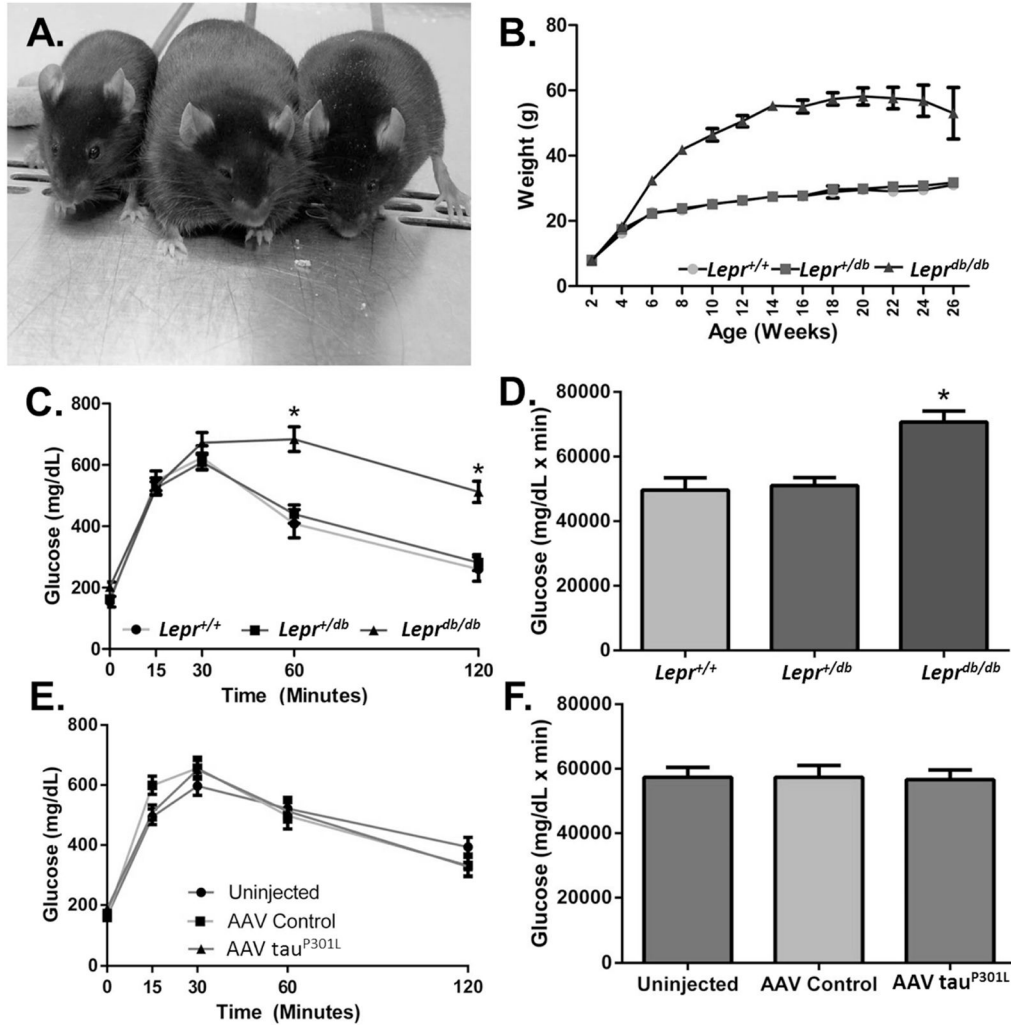 A.
B.
Weight (g)
80
60
40
20
0
Lepr+/+ Lepr+/db Leprdb/db
2 4 6 8 10 12 14 16 18 20 22 24 26
Age (Weeks)
C.
Glucose (mg/dL)
800
600
400
200
0
*
*
Lepr+/+ Lepr+/db Leprdb/db
0 15 30 60 120
Time (Minutes)
D.
Glucose (mg/dL x min)
80000
60000
40000
20000
0
*
Lepr+/+ Lepr+/db Leprdb/db
E.
Glucose (mg/dL)
800
600
400
200
0
Uninjected
AAV Control
AAV tauP301L
0 15 30 60 120
Time (Minutes)
F.
Glucose (mg/dL x min)
80000
60000
40000
20000
0
Uninjected AAV Control AAV tauP301L